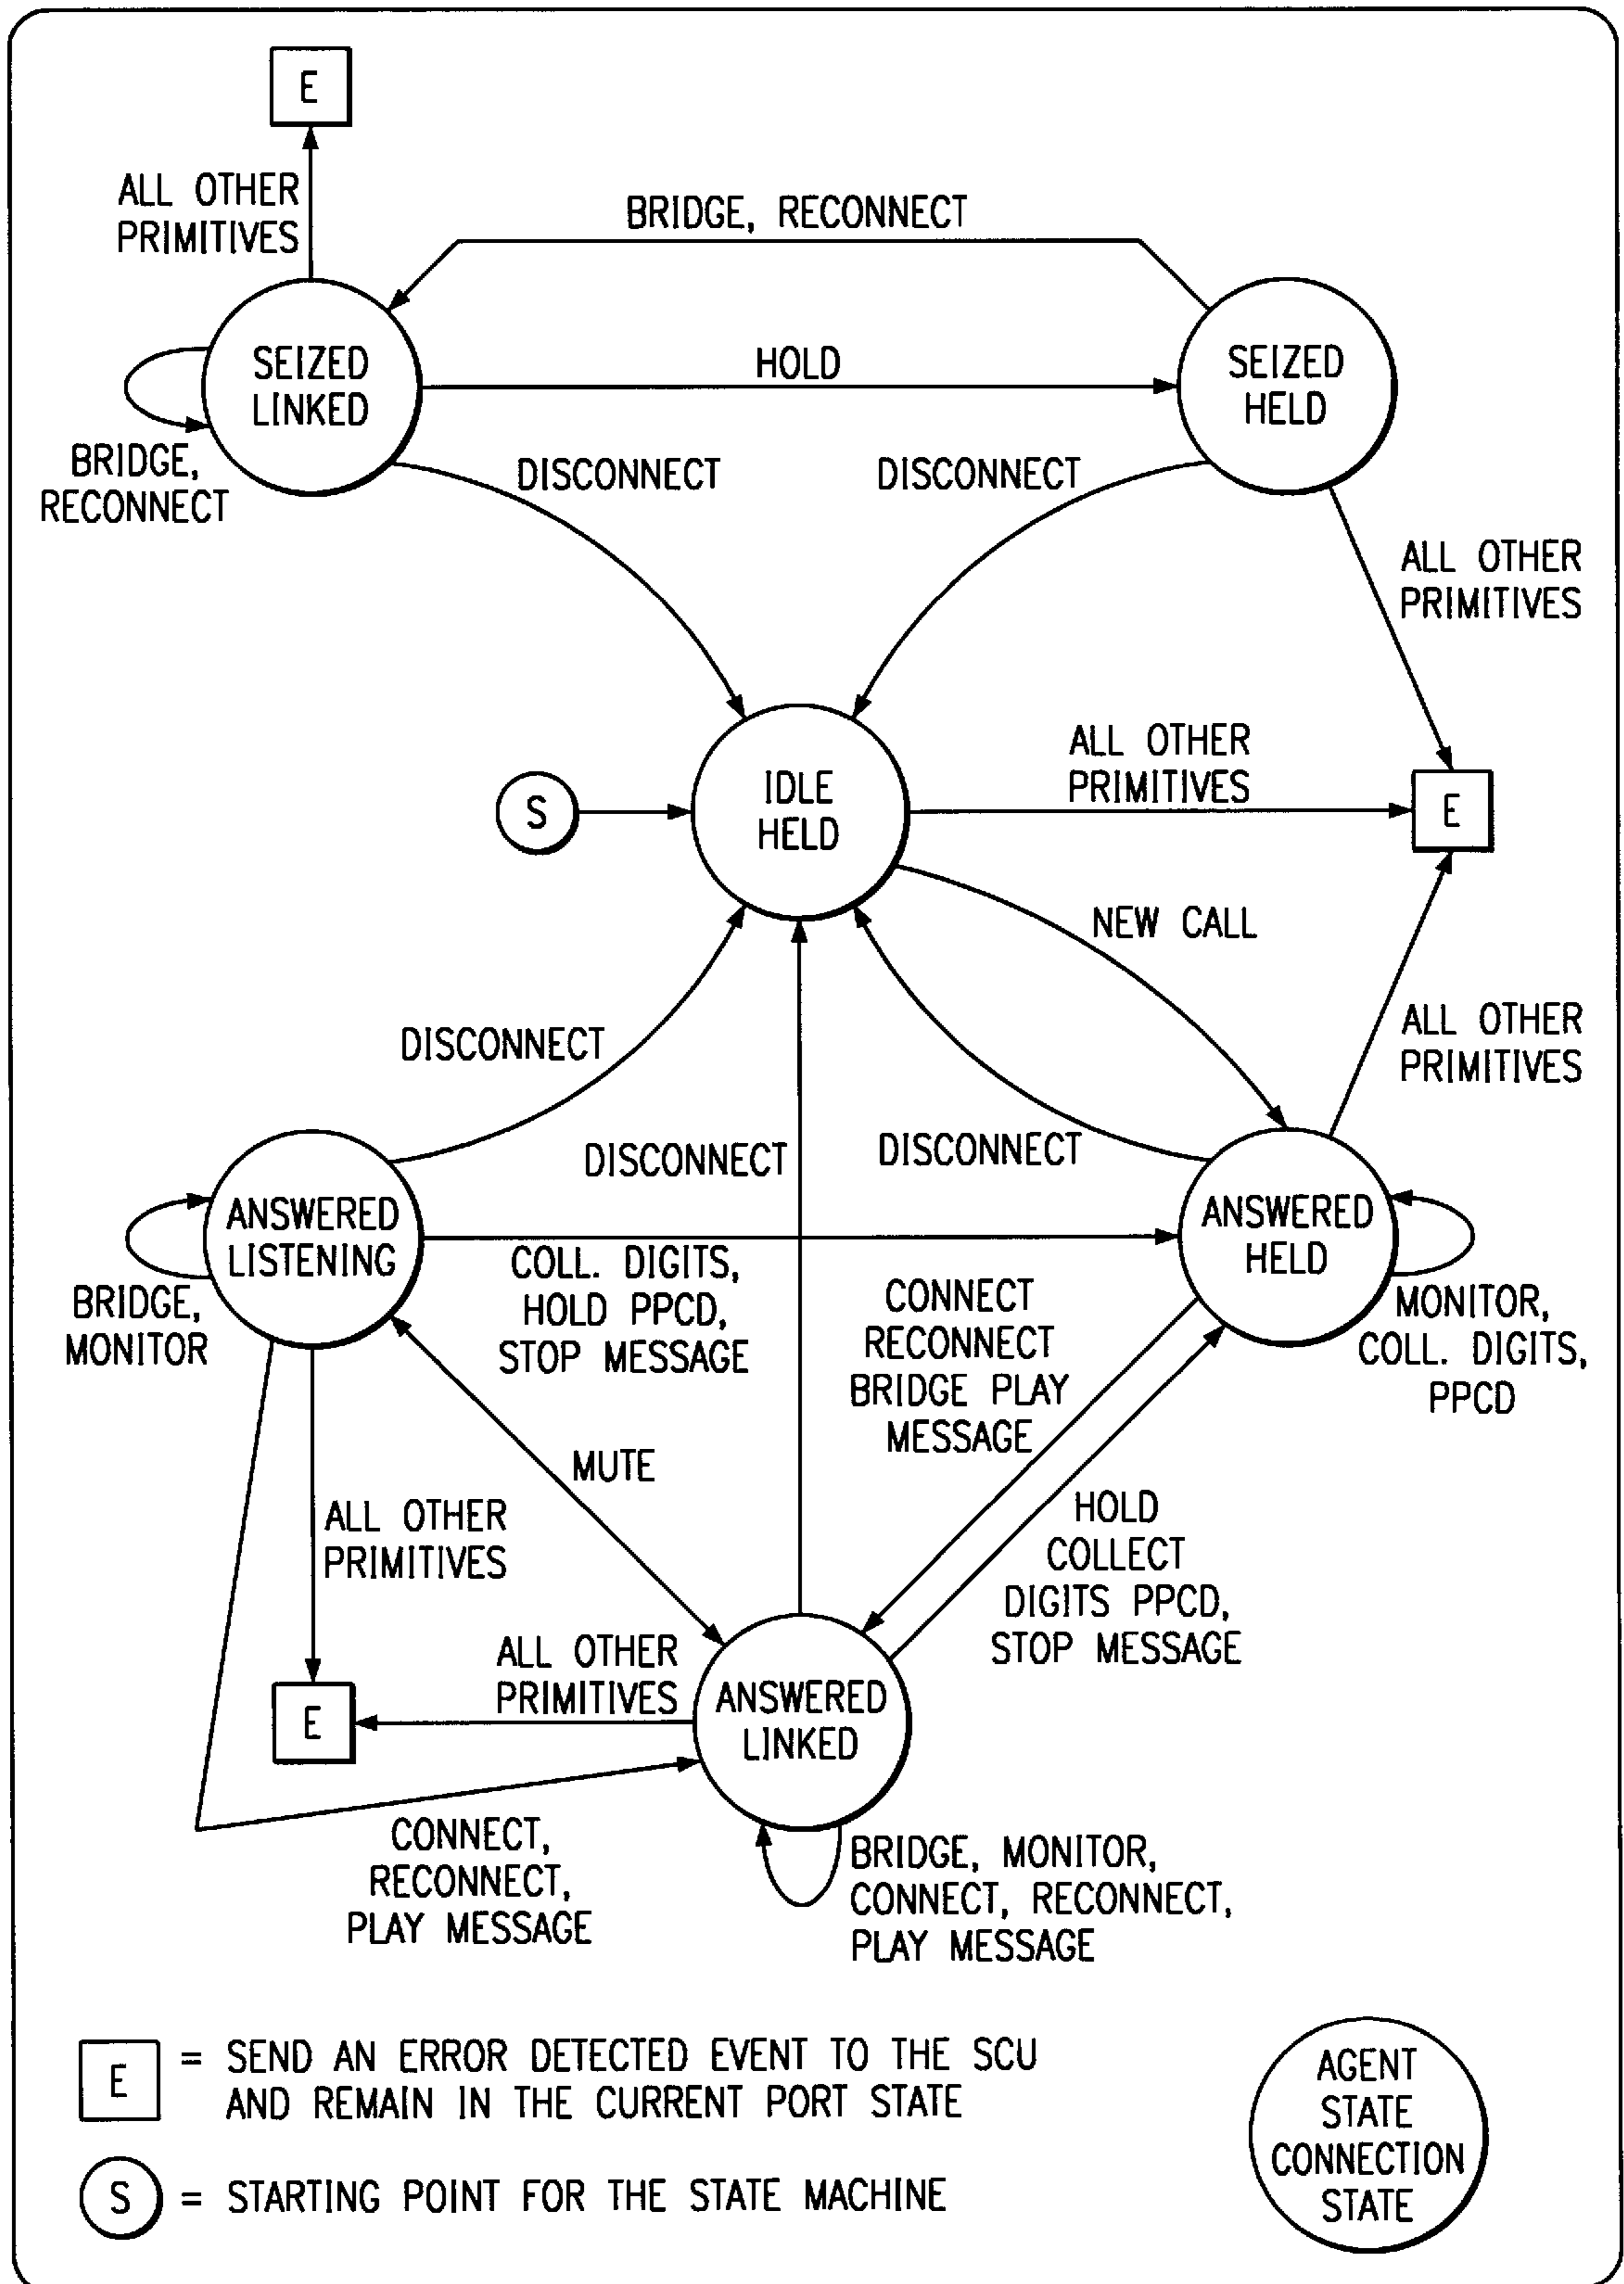 E
ALL OTHER
PRIMITIVES
BRIDGE, RECONNECT
SEIZED
LINKED
HOLD
SEIZED
HELD
BRIDGE,
RECONNECT
DISCONNECT
DISCONNECT
ALL OTHER
PRIMITIVES
S
IDLE
HELD
ALL OTHER
PRIMITIVES
E
NEW CALL
DISCONNECT
ALL OTHER
PRIMITIVES
DISCONNECT
DISCONNECT
ANSWERED
LISTENING
ANSWERED
HELD
BRIDGE,
MONITOR
COLL. DIGITS,
HOLD PPCD,
STOP MESSAGE
CONNECT
RECONNECT
BRIDGE PLAY
MESSAGE
MONITOR,
COLL. DIGITS,
PPCD
MUTE
ALL OTHER
PRIMITIVES
HOLD
COLLECT
DIGITS PPCD,
STOP MESSAGE
ALL OTHER
PRIMITIVES
E
ANSWERED
LINKED
CONNECT,
RECONNECT,
PLAY MESSAGE
BRIDGE, MONITOR,
CONNECT, RECONNECT,
PLAY MESSAGE
E = SEND AN ERROR DETECTED EVENT TO THE SCU
AND REMAIN IN THE CURRENT PORT STATE
S = STARTING POINT FOR THE STATE MACHINE
AGENT
STATE
CONNECTION
STATE